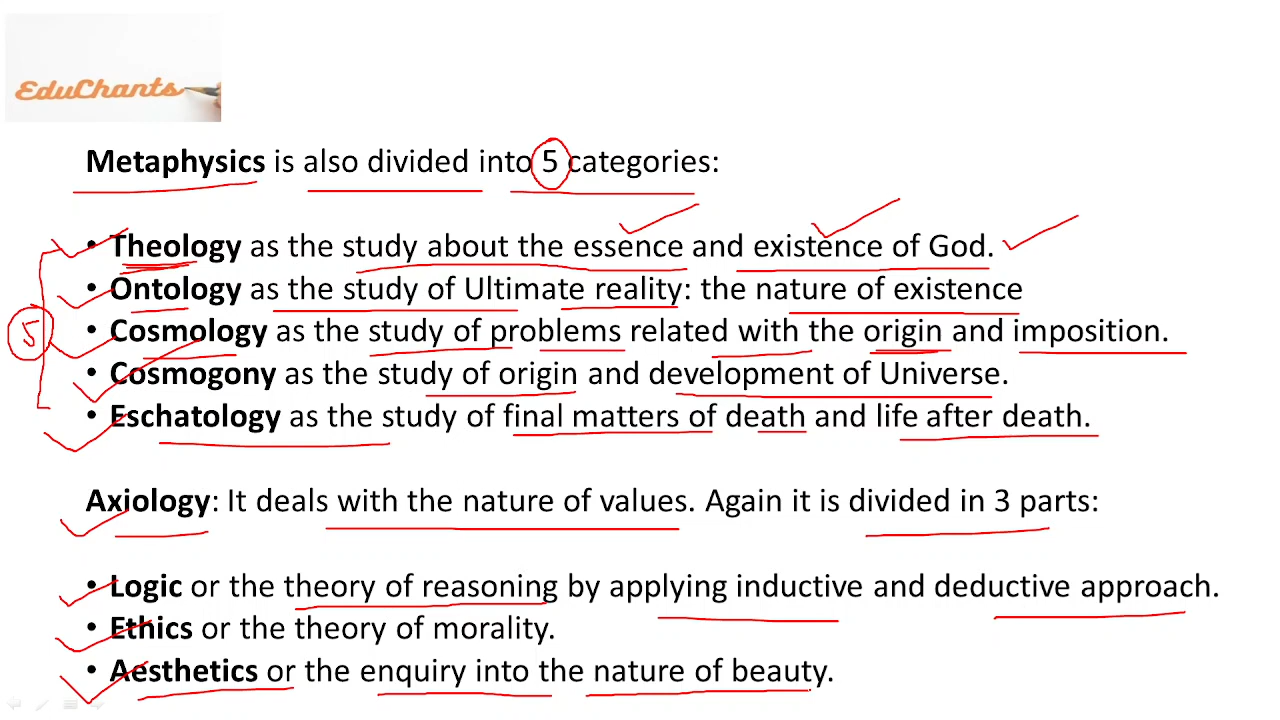 EduChants
Metaphysics is also divided into 5 categories:
• Theology as the study about the essence and existence of God.
• Ontology as the study of Ultimate reality: the nature of existence
• Cosmology as the study of problems related with the origin and imposition.
• Cosmogony as the study of origin and development of Universe.
• Eschatology as the study of final matters of death and life after death.
5
Axiology: It deals with the nature of values. Again it is divided in 3 parts:
• Logic or the theory of reasoning by applying inductive and deductive approach.
• Ethics or the theory of morality.
• Aesthetics or the enquiry into the nature of beauty.